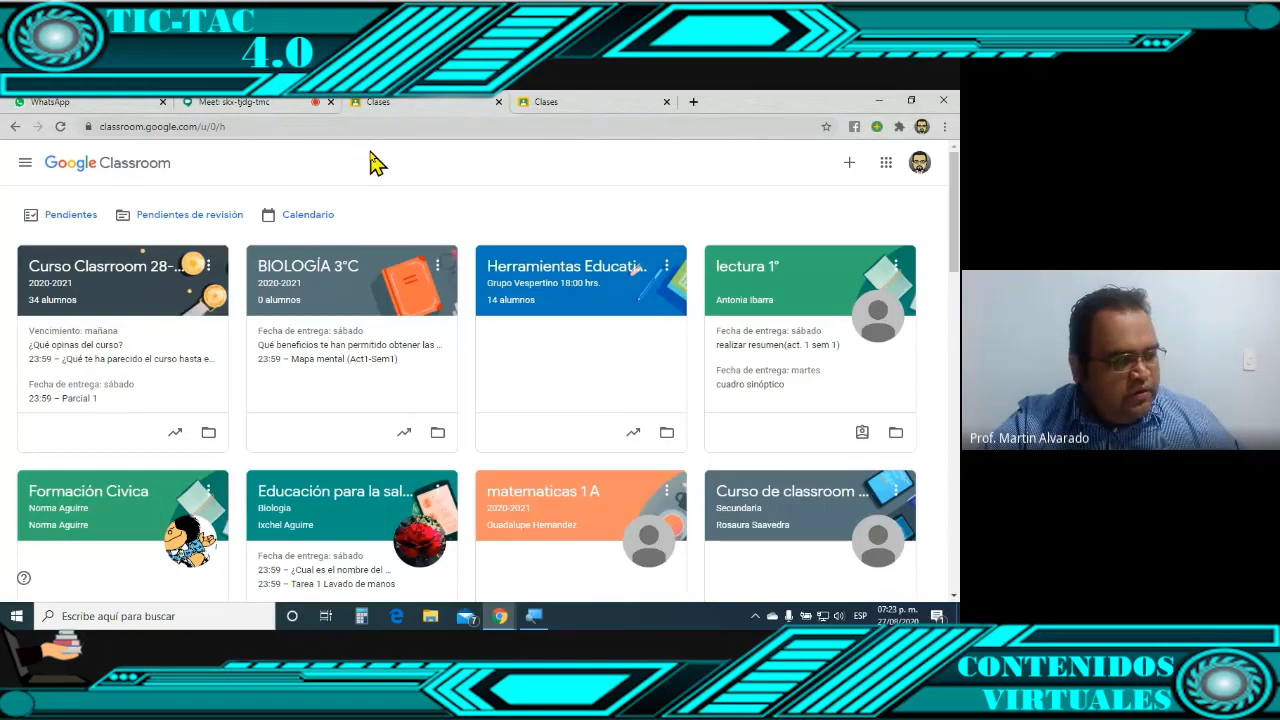 TIC-TAC
4.0
WhatsApp
Meet: skx-tjdg-tmc
Clases
Clases
classroom.google.com/u/0/h
Google Classroom
Pendientes
Pendientes de revisión
Calendario
Curso Clasrroom 28-...
2020-2021
34 alumnos
Vencimiento: mañana
¿Qué opinas del curso?
23:59 – ¿Qué te ha parecido el curso hasta e...
Fecha de entrega: sábado
23:59 – Parcial 1
BIOLOGÍA 3°C
2020-2021
0 alumnos
Fecha de entrega: sábado
Qué beneficios te han permitido obtener las ...
23:59 – Mapa mental (Act1-Sem1)
Herramientas Educati...
Grupo Vespertino 18:00 hrs.
14 alumnos
lectura 1°
Antonia Ibarra
Fecha de entrega: sábado
realizar resumen(act. 1 sem 1)
Fecha de entrega: martes
cuadro sinóptico
Prof. Martin Alvarado
Formación Civica
Norma Aguirre
Norma Aguirre
Educación para la sal...
Biologia
Ixchel Aguirre
Fecha de entrega: sábado
23:59 – ¿Cual es el nombre del ...
23:59 – Tarea 1 Lavado de manos
matematicas 1 A
2020-2021
Guadalupe Hernandez
Curso de classroom ...
Secundaria
Rosaura Saavedra
Escribe aquí para buscar
7
ESP
07:23 p. m.
27/08/2020
CONTENIDOS
VIRTUALES